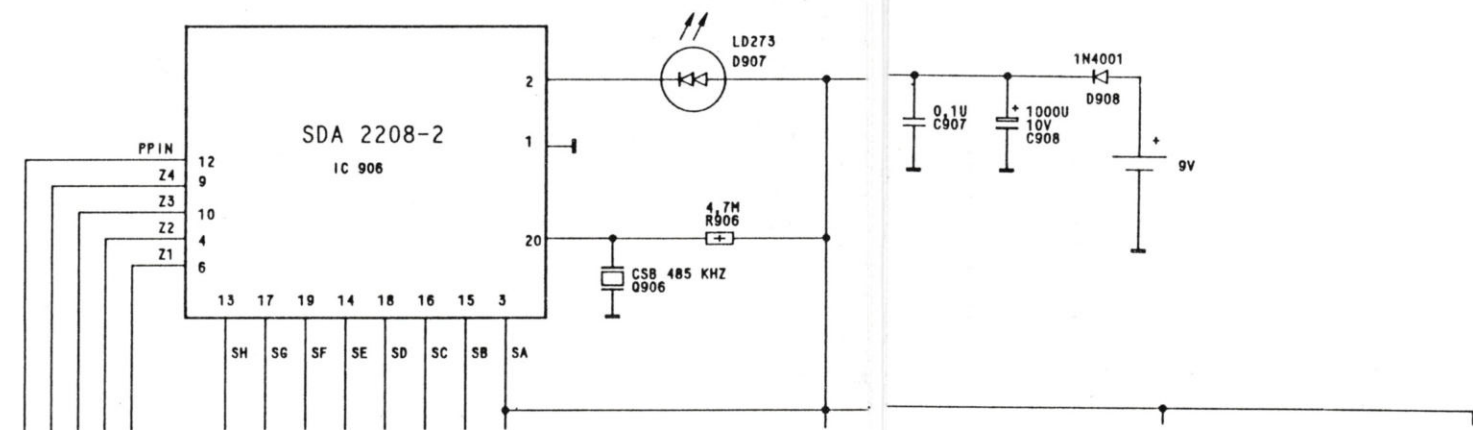 LD273
D907
2
SDA 2208-2
IC 906
1
PPIN
12
Z4
9
Z3
10
Z2
4
Z1
6
20
4,7M
R906
CSB 485 KHZ
Q906
13 17 19 14 18 16 15 3
SH SG SF SE SD SC SB SA
1N4001
D908
0,1U
C907
+ 1000U
10V
C908
+
9V